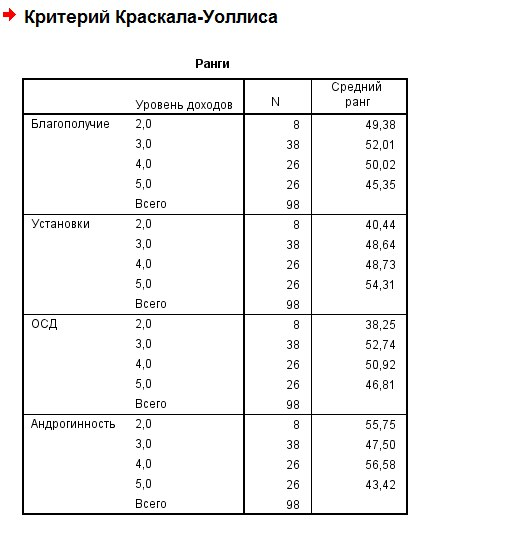 Критерий Краскала-Уоллиса
Ранги
Уровень доходов N Средний ранг
Благополучие 2,0 8 49,38
3,0 38 52,01
4,0 26 50,02
5,0 26 45,35
Всего 98
Установки 2,0 8 40,44
3,0 38 48,64
4,0 26 48,73
5,0 26 54,31
Всего 98
ОСД 2,0 8 38,25
3,0 38 52,74
4,0 26 50,92
5,0 26 46,81
Всего 98
Андрогинность 2,0 8 55,75
3,0 38 47,50
4,0 26 56,58
5,0 26 43,42
Всего 98